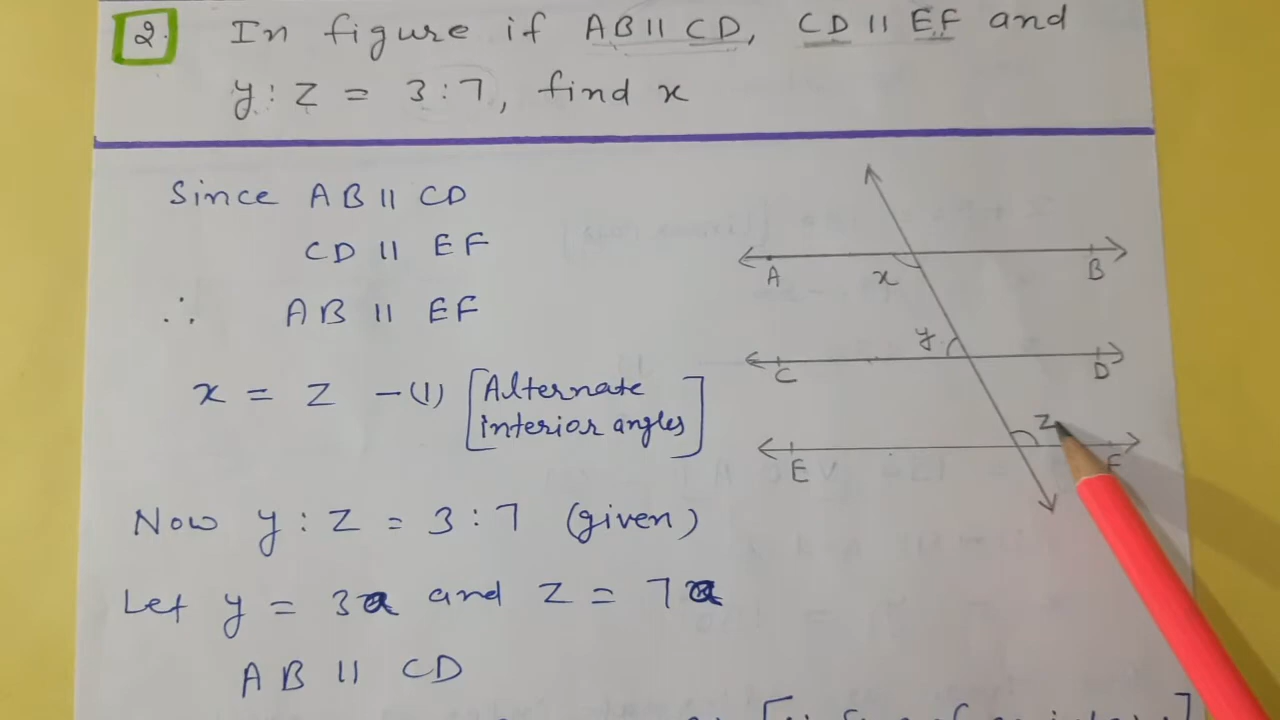 2. In figure if AB || CD, CD || EF and
y : z = 3 : 7, find x
Since AB || CD
CD || EF
∴ AB || EF
x = z - (1) [Alternate
interior angles]
Now y : z = 3 : 7 (given)
Let y = 3a and z = 7a
AB || CD
A
B
x
y
C
D
z
E
F